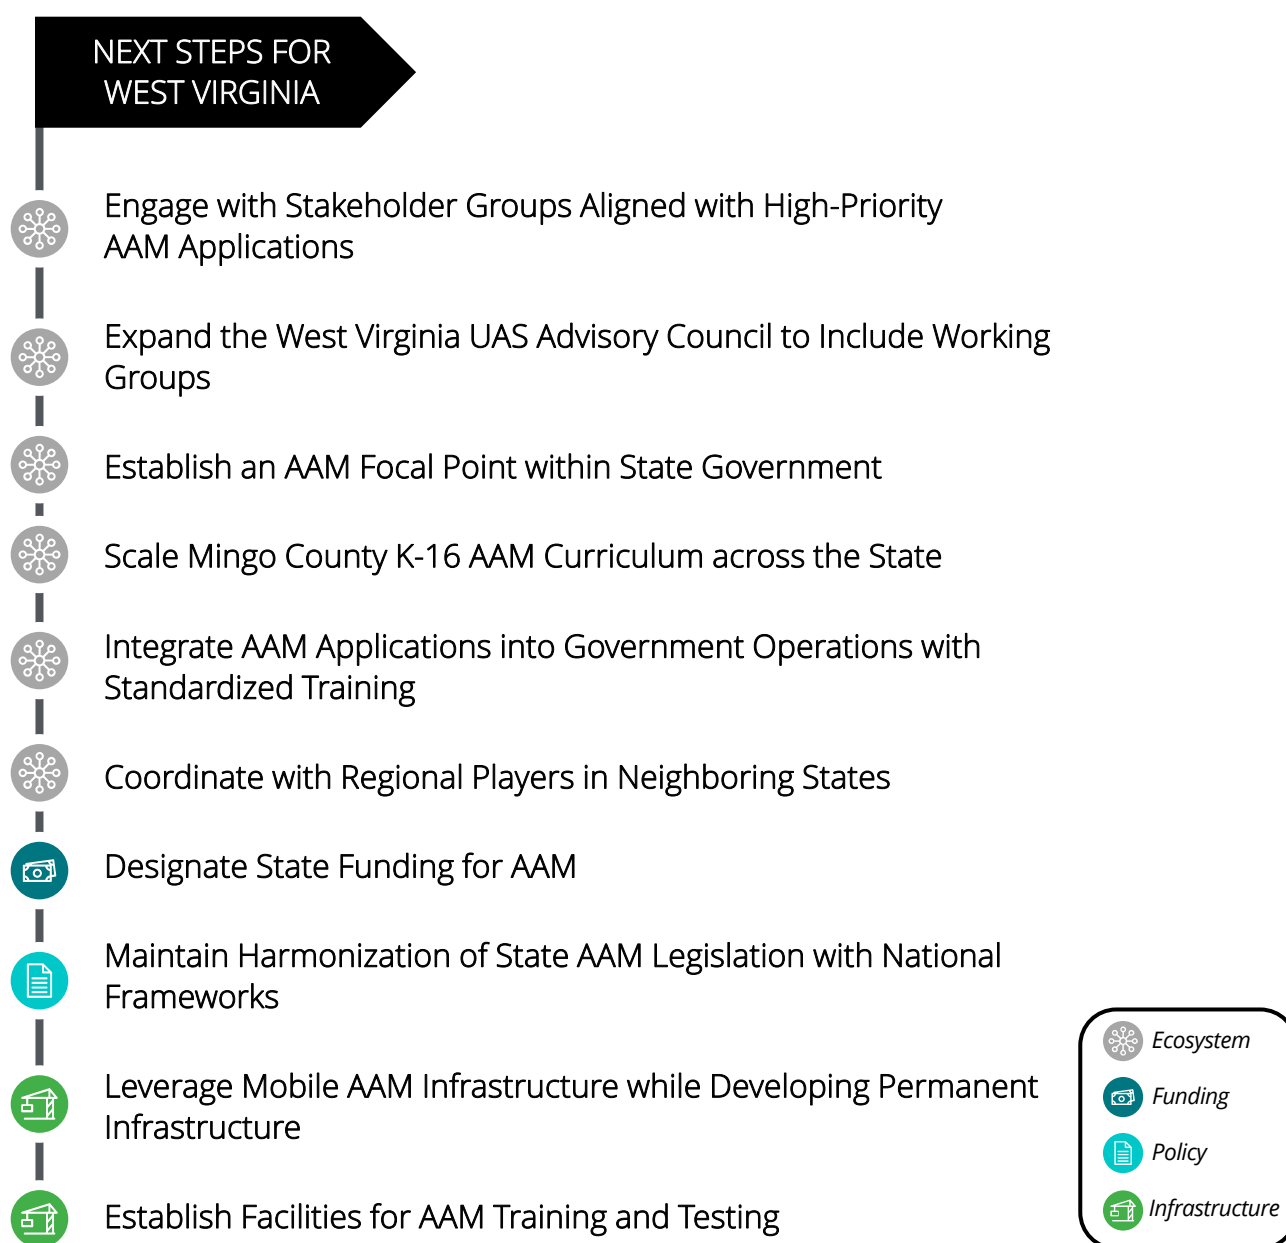 NEXT STEPS FOR
WEST VIRGINIA
Engage with Stakeholder Groups Aligned with High-Priority
AAM Applications
Expand the West Virginia UAS Advisory Council to Include Working
Groups
Establish an AAM Focal Point within State Government
Scale Mingo County K-16 AAM Curriculum across the State
Integrate AAM Applications into Government Operations with
Standardized Training
Coordinate with Regional Players in Neighboring States
Designate State Funding for AAM
Maintain Harmonization of State AAM Legislation with National
Frameworks
Leverage Mobile AAM Infrastructure while Developing Permanent
Infrastructure
Establish Facilities for AAM Training and Testing
Ecosystem
Funding
Policy
Infrastructure